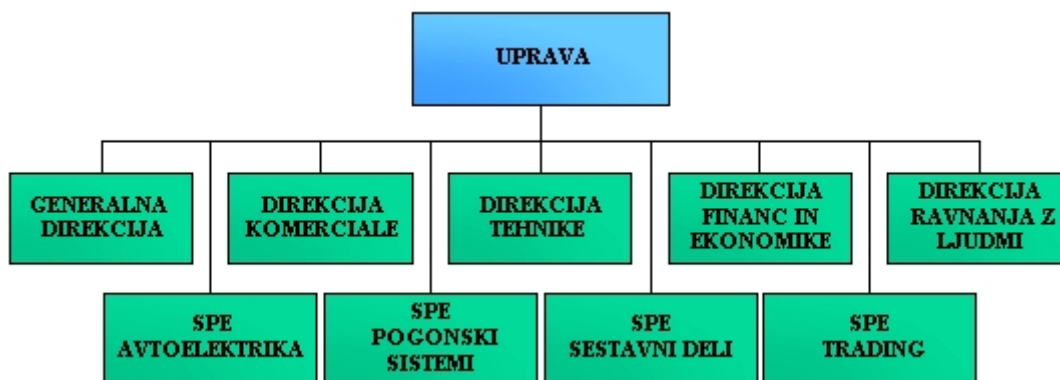 UPRAVA
GENERALNA
DIREKCIJA
DIREKCIJA
KOMERCIALE
DIREKCIJA
TEHNIKE
DIREKCIJA
FINANC IN
EKONOMIKE
DIREKCIJA
RAVNANJA Z
LJUDMI
SPE
AVTOELEKTRIKA
SPE
POGONSKI
SISTEMI
SPE
SESTAVNI DELI
SPE
TRADING